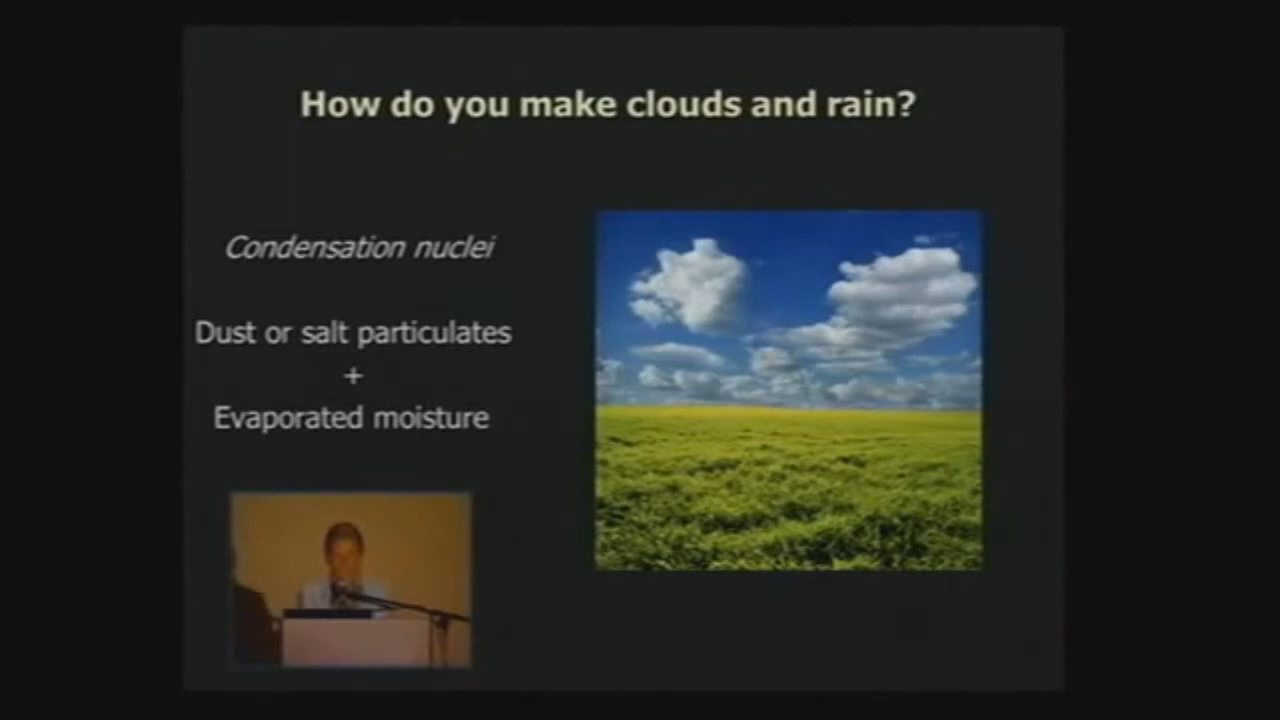 How do you make clouds and rain?
Condensation nuclei
Dust or salt particulates
+
Evaporated moisture